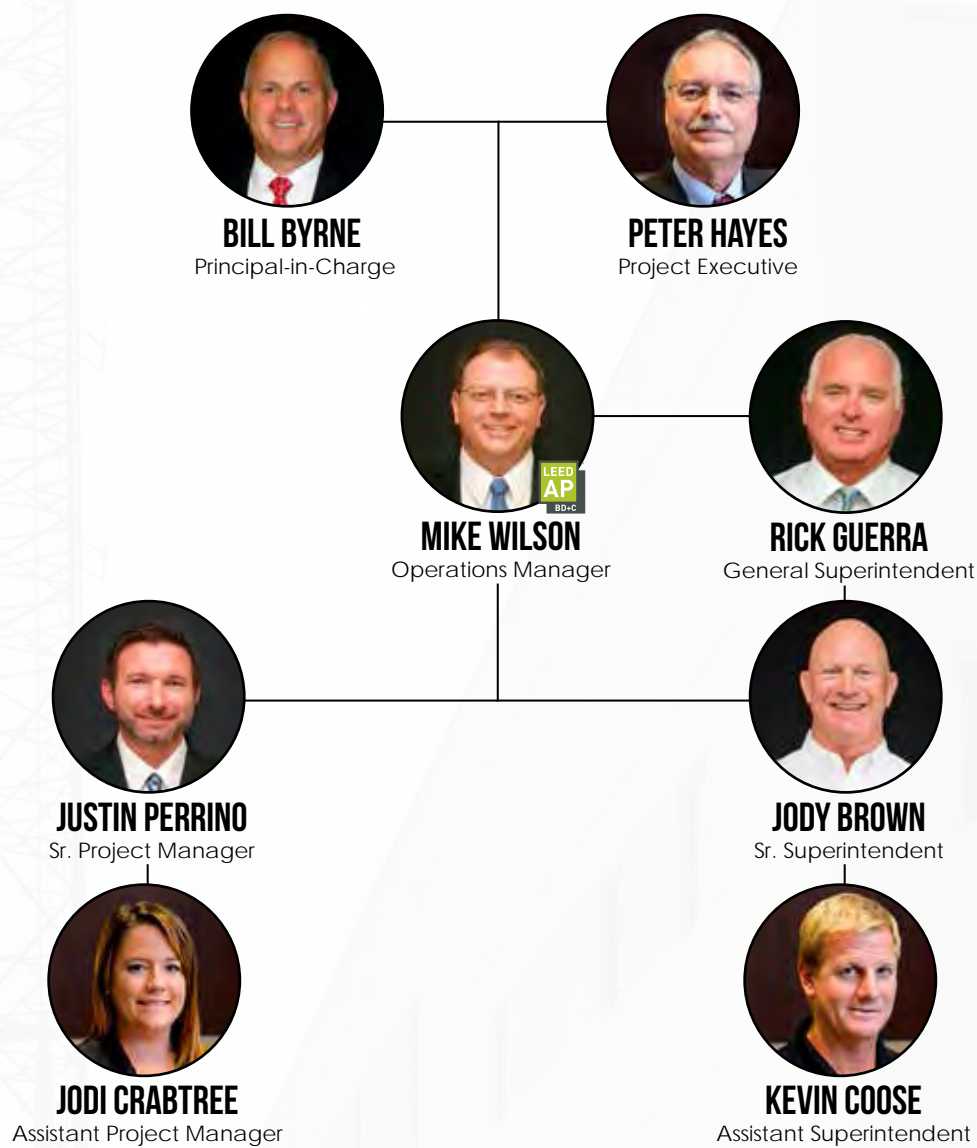 BILL BYRNE
Principal-in-Charge
PETER HAYES
Project Executive
LEED
AP
BD+C
MIKE WILSON
Operations Manager
RICK GUERRA
General Superintendent
JUSTIN PERRINO
Sr. Project Manager
JODY BROWN
Sr. Superintendent
JODI CRABTREE
Assistant Project Manager
KEVIN COOSE
Assistant Superintendent